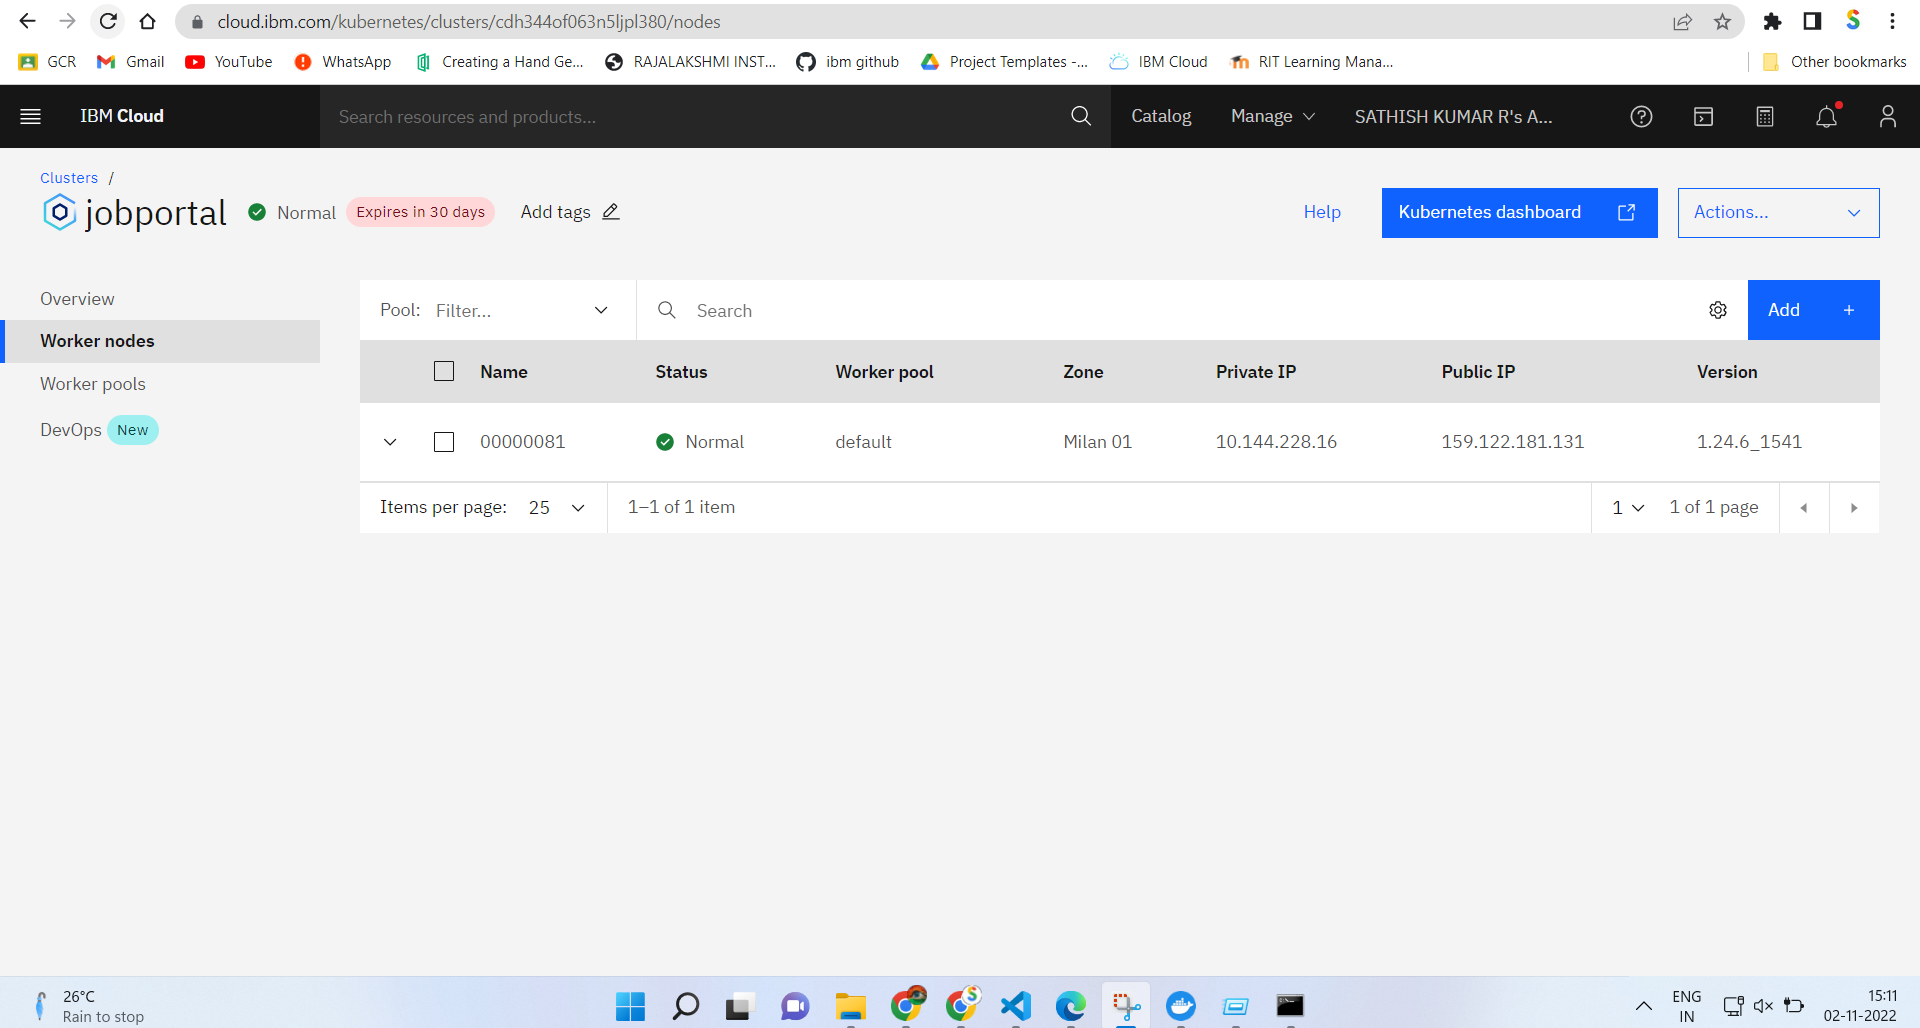 cloud.ibm.com/kubernetes/clusters/cdh344of063n5ljpl380/nodes
GCR Gmail YouTube WhatsApp Creating a Hand Ge... RAJALAKSHMI INST... ibm github Project Templates -... IBM Cloud RIT Learning Mana... Other bookmarks
IBM Cloud Search resources and products... Catalog Manage SATHISH KUMAR R's A...
Clusters /
jobportal Normal Expires in 30 days Add tags Help Kubernetes dashboard Actions...
Overview
Worker nodes
Worker pools
DevOps New
Pool: Filter... Search Add +
Name Status Worker pool Zone Private IP Public IP Version
00000081 Normal default Milan 01 10.144.228.16 159.122.181.131 1.24.6_1541
Items per page: 25 1–1 of 1 item 1 1 of 1 page
26°C
Rain to stop
ENG
IN
15:11
02-11-2022